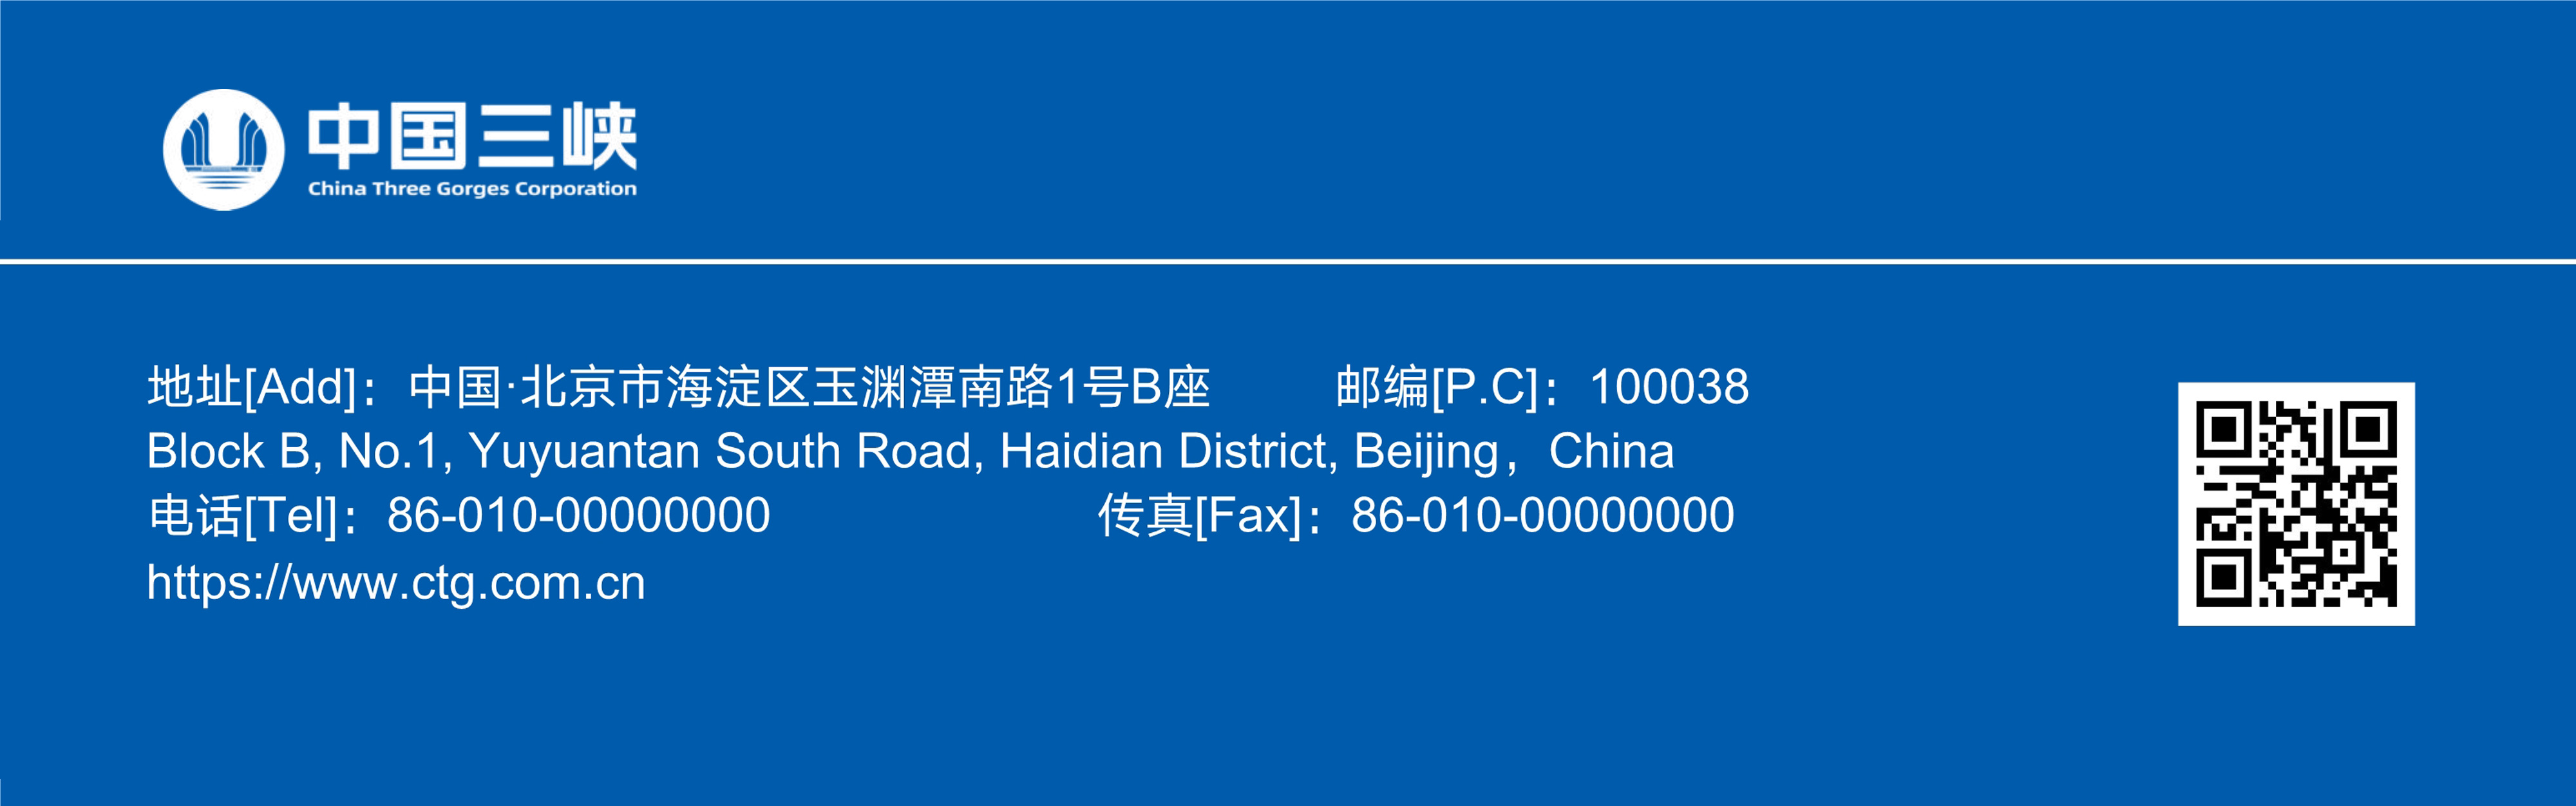 中国三峡
China Three Gorges Corporation
地址[Add]：中国·北京市海淀区玉渊潭南路1号B座 邮编[P.C]：100038
Block B, No.1, Yuyuantan South Road, Haidian District, Beijing，China
电话[Tel]：86-010-00000000 传真[Fax]：86-010-00000000
https://www.ctg.com.cn